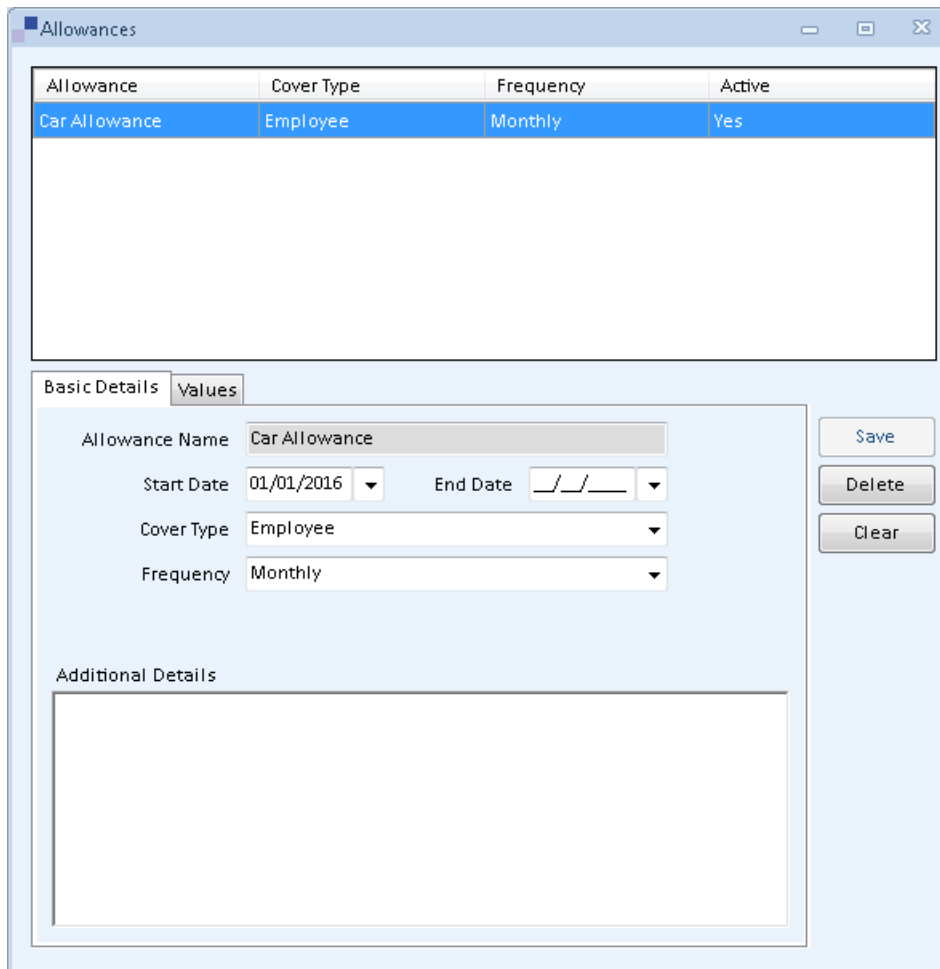 Allowances
Allowance Cover Type Frequency Active
Car Allowance Employee Monthly Yes
Basic Details Values
Allowance Name Car Allowance Save
Start Date 01/01/2016 End Date __/__/____ Delete
Cover Type Employee Clear
Frequency Monthly
Additional Details